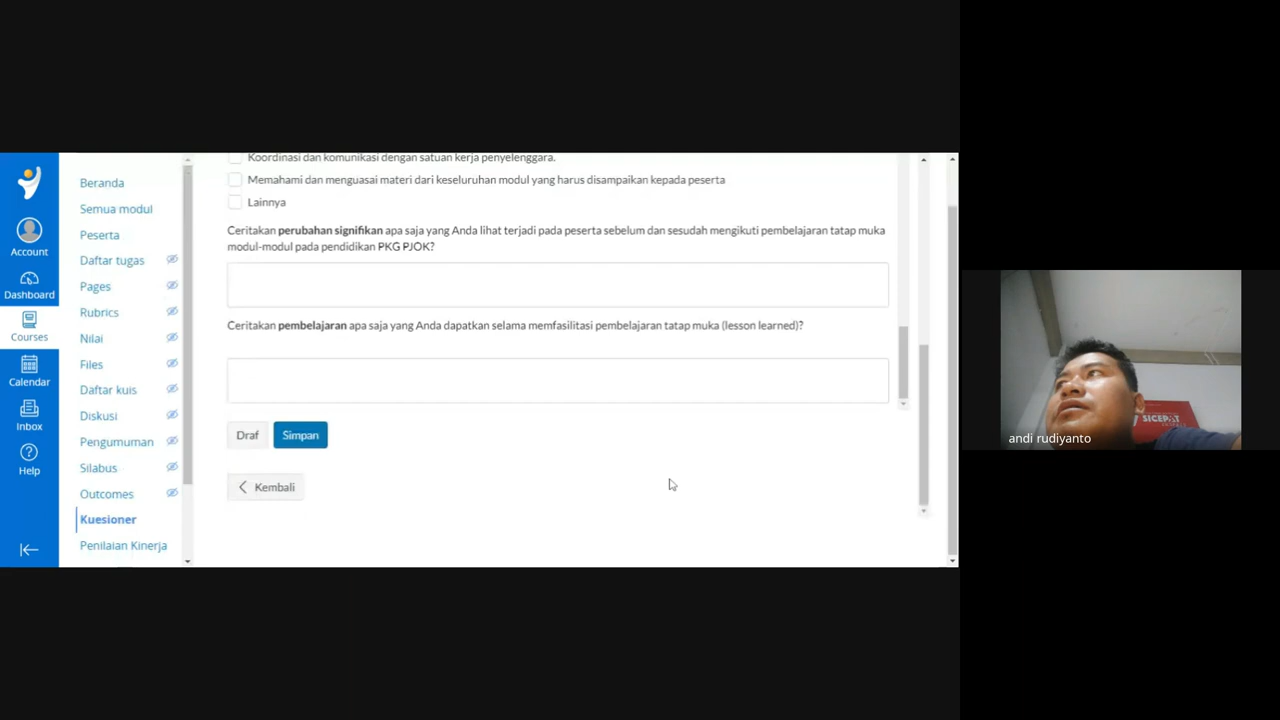 Koordinasi dan komunikasi dengan satuan kerja penyelenggara.
Memahami dan menguasai materi dari keseluruhan modul yang harus disampaikan kepada peserta
Lainnya
Ceritakan perubahan signifikan apa saja yang Anda lihat terjadi pada peserta sebelum dan sesudah mengikuti pembelajaran tatap muka
modul-modul pada pendidikan PKG PJOK?
Ceritakan pembelajaran apa saja yang Anda dapatkan selama memfasilitasi pembelajaran tatap muka (lesson learned)?
Draf
Simpan
Kembali
Account
Dashboard
Courses
Calendar
Inbox
Help
Beranda
Semua modul
Peserta
Daftar tugas
Pages
Rubrics
Nilai
Files
Daftar kuis
Diskusi
Pengumuman
Silabus
Outcomes
Kuesioner
Penilaian Kinerja
SICEPAT
andi rudiyanto